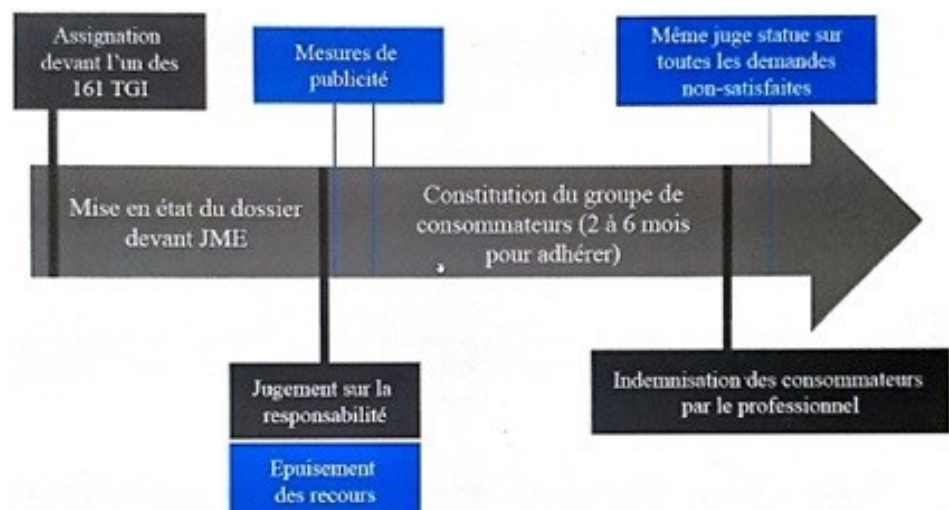 Assignation
devant l'un des
161 TGI
Mesures de
publicité
Même juge statue sur
toutes les demandes
non-satisfaites
Mise en état du dossier
devant JME
Constitution du groupe de
consommateurs (2 à 6 mois
pour adhérer)
Jugement sur la
responsabilité
Epuisement
des recours
Indemnisation des consommateurs
par le professionnel